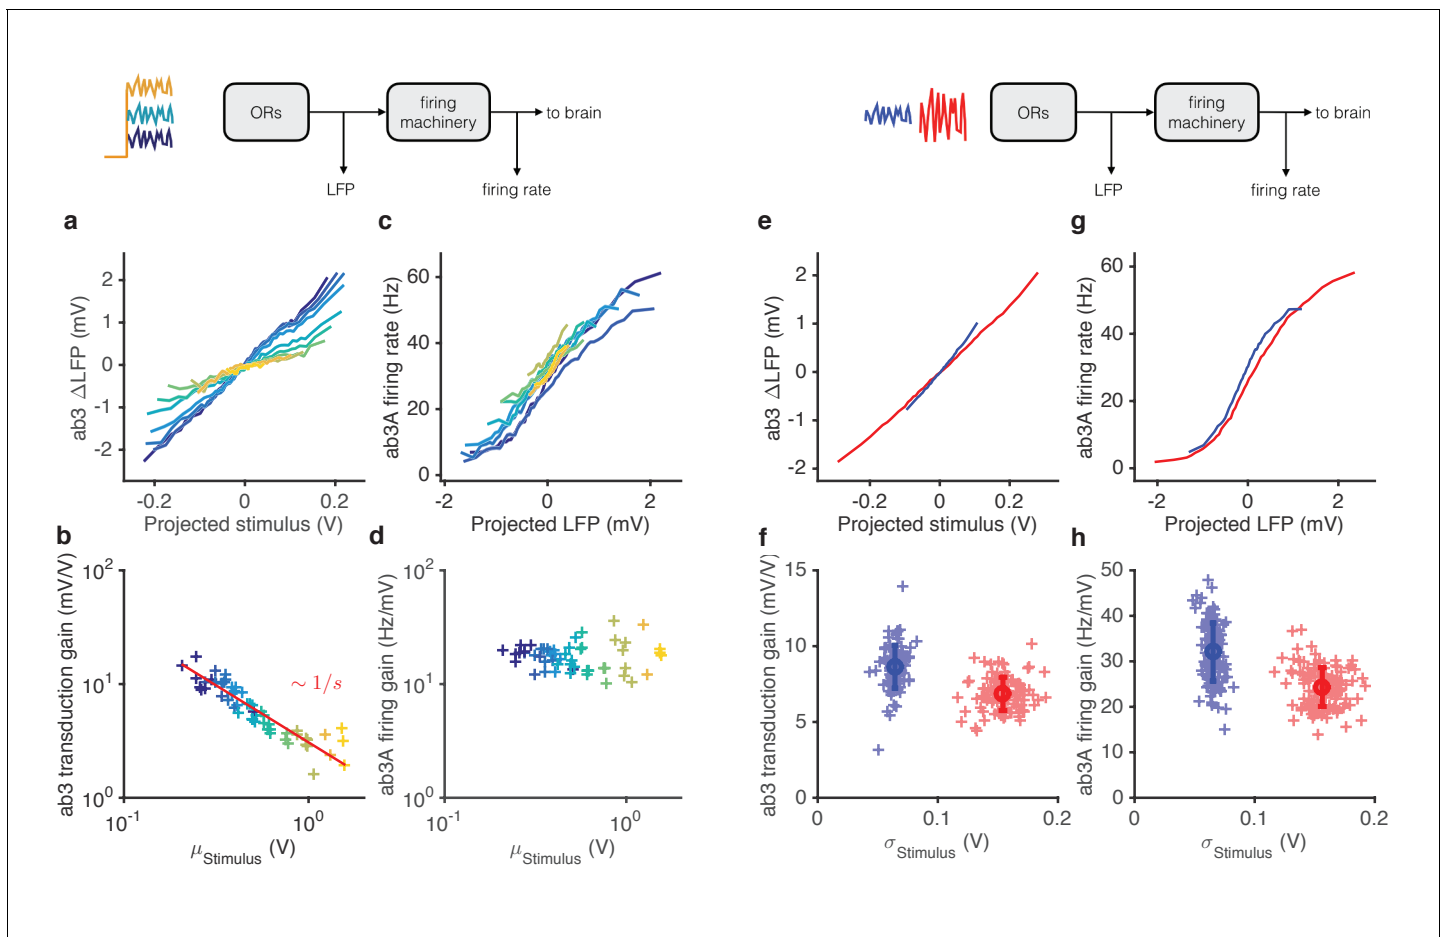 ORs
firing
machinery
to brain
LFP
firing rate
ORs
firing
machinery
to brain
LFP
firing rate
a
ab3 ΔLFP (mV)
2
1
0
-1
-2
-0.2
0
0.2
Projected stimulus (V)
c
ab3A firing rate (Hz)
60
40
20
0
-2
0
2
Projected LFP (mV)
e
ab3 ΔLFP (mV)
2
1
0
-1
-2
-0.2
0
0.2
Projected stimulus (V)
g
ab3A firing rate (Hz)
60
40
20
0
-2
0
2
Projected LFP (mV)
b
ab3 transduction gain (mV/V)
10²
10¹
10⁰
~ 1/s
10⁻¹
10⁰
μStimulus (V)
d
ab3A firing gain (Hz/mV)
10²
10¹
10⁰
10⁻¹
10⁰
μStimulus (V)
f
ab3 transduction gain (mV/V)
15
10
5
0
0
0.1
0.2
σStimulus (V)
h
ab3A firing gain (Hz/mV)
50
40
30
20
10
0
0
0.1
0.2
σStimulus (V)